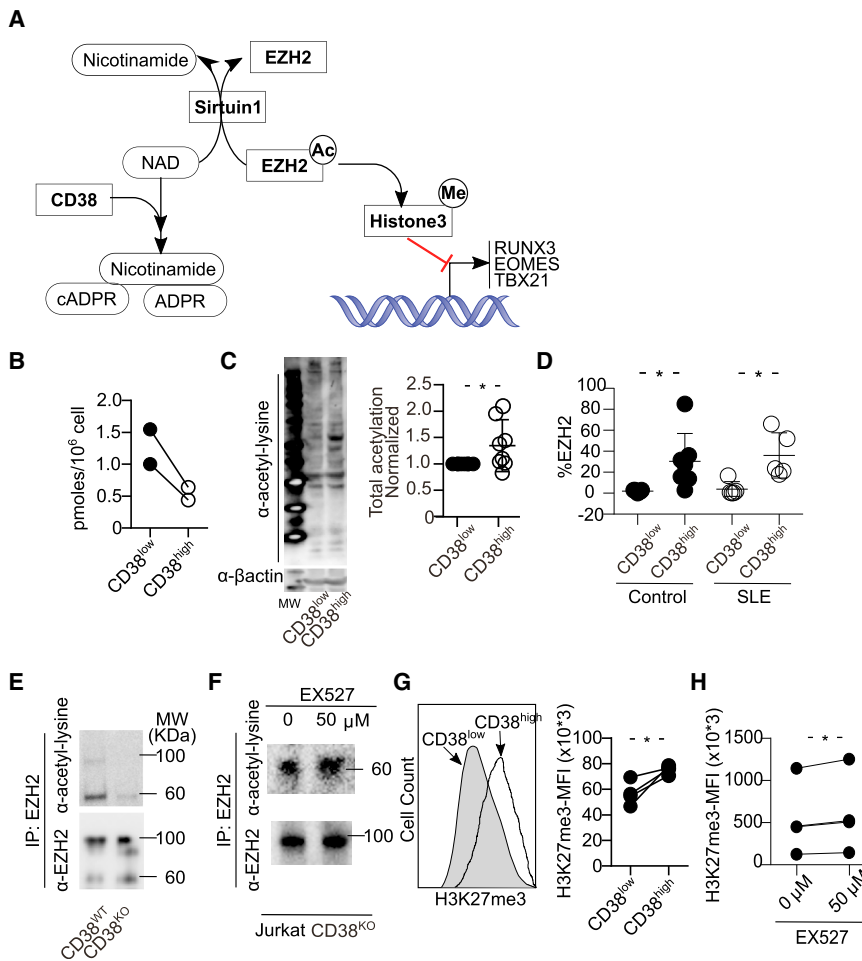 A
Nicotinamide
EZH2
Sirtuin1
NAD
EZH2
Ac
CD38
Me
Histone3
Nicotinamide
cADPR
ADPR
RUNX3
EOMES
TBX21
B
pmoles/10⁶ cell
2.0
1.5
1.0
0.5
0
CD38low
CD38high
C
α-acetyl-lysine
α-βactin
MW
CD38low
CD38high
Total acetylation
Normalized
2.5
2.0
1.5
1.0
0.5
0
- * -
CD38low
CD38high
D
%EZH2
100
80
60
40
20
0
-20
- * -
- * -
CD38low
CD38high
CD38low
CD38high
Control
SLE
E
IP: EZH2
α-acetyl-lysine
α-EZH2
MW
(KDa)
100
60
100
60
CD38WT
CD38KO
F
EX527
0 50 µM
IP: EZH2
α-acetyl-lysine
α-EZH2
60
100
Jurkat CD38KO
G
CD38low
CD38high
Cell Count
H3K27me3
H3K27me3-MFI (x10*3)
100
80
60
40
20
0
- * -
CD38low
CD38high
H
H3K27me3-MFI (x10*3)
1500
1000
500
0
- * -
0 µM
50 µM
EX527